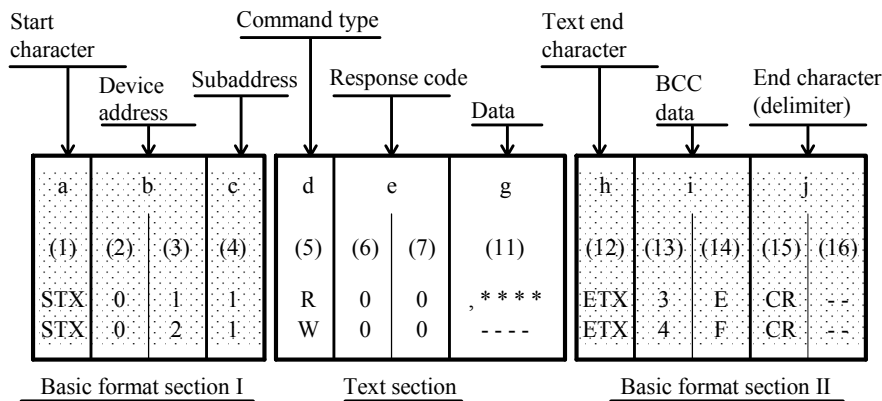 Start character
Device address
Subaddress
Command type
Response code
Data
Text end character
BCC data
End character (delimiter)
a b c d e g h i j
(1) (2) (3) (4) (5) (6) (7) (11) (12) (13) (14) (15) (16)
STX 0 1 1 R 0 0 , * * * * ETX 3 E CR - -
STX 0 2 1 W 0 0 - - - - ETX 4 F CR - -
Basic format section I Text section Basic format section II